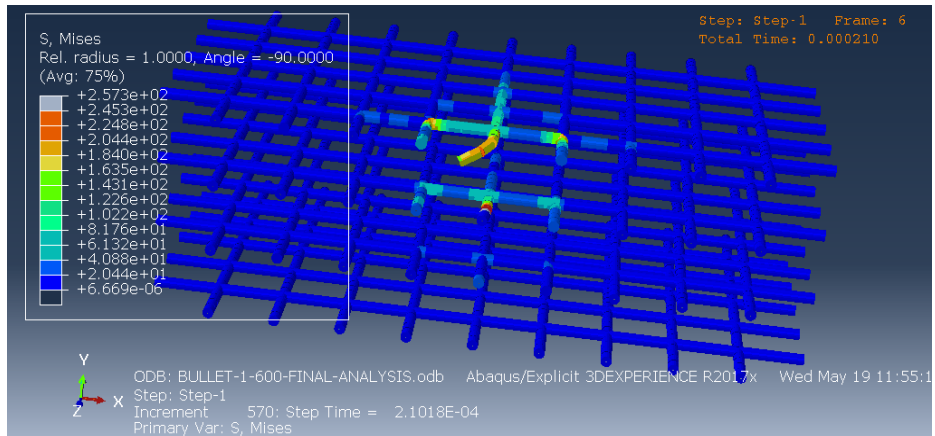 Step: Step-1 Frame: 6
Total Time: 0.000210
S, Mises
Rel. radius = 1.0000, Angle = -90.0000
(Avg: 75%)
+2.573e+02
+2.453e+02
+2.248e+02
+2.044e+02
+1.840e+02
+1.635e+02
+1.431e+02
+1.226e+02
+1.022e+02
+8.176e+01
+6.132e+01
+4.088e+01
+2.044e+01
+6.669e-06
Y
X
Z
ODB: BULLET-1-600-FINAL-ANALYSIS.odb Abaqus/Explicit 3DEXPERIENCE R2017x Wed May 19 11:55:1
Step: Step-1
Increment 570: Step Time = 2.1018E-04
Primary Var: S, Mises